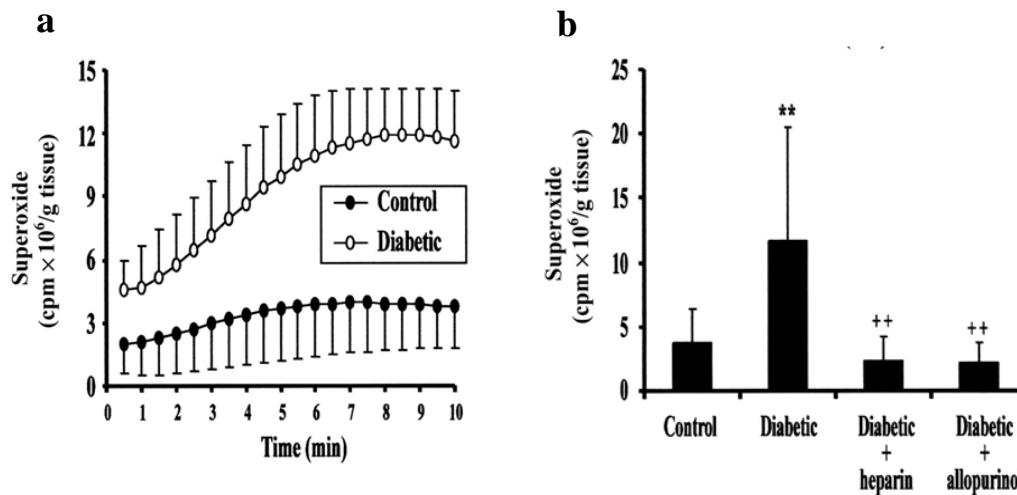 a
Superoxide
(cpm × 10⁶/g tissue)
15
12
9
6
3
0
Control
Diabetic
0 1 2 3 4 5 6 7 8 9 10
Time (min)
b
Superoxide
(cpm × 10⁶/g tissue)
25
20
15
10
5
0
**
++
++
Control
Diabetic
Diabetic
+
heparin
Diabetic
+
allopurino